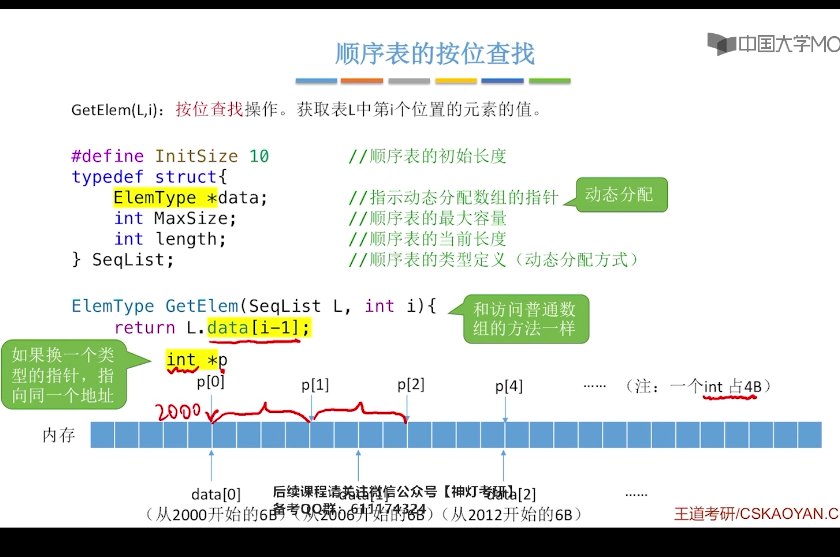 中国大学MO
顺序表的按位查找
GetElem(L,i)：按位查找操作。获取表L中第i个位置的元素的值。
#define InitSize 10 //顺序表的初始长度
typedef struct{
ElemType *data; //指示动态分配数组的指针
动态分配
int MaxSize; //顺序表的最大容量
int length; //顺序表的当前长度
} SeqList; //顺序表的类型定义（动态分配方式）
ElemType GetElem(SeqList L, int i){
return L.data[i-1];
和访问普通数
组的方法一样
如果换一个类
型的指针，指
向同一个地址
int *p
p[0] p[1] p[2] p[4] …… （注：一个int 占4B）
2000
内存
data[0] data[1] data[2] ……
后续课程请关注微信公众号【神灯考研】
备考QQ群：611174324
（从2000开始的6B）（从2006开始的6B）（从2012开始的6B）
王道考研/CSKAOYAN.C